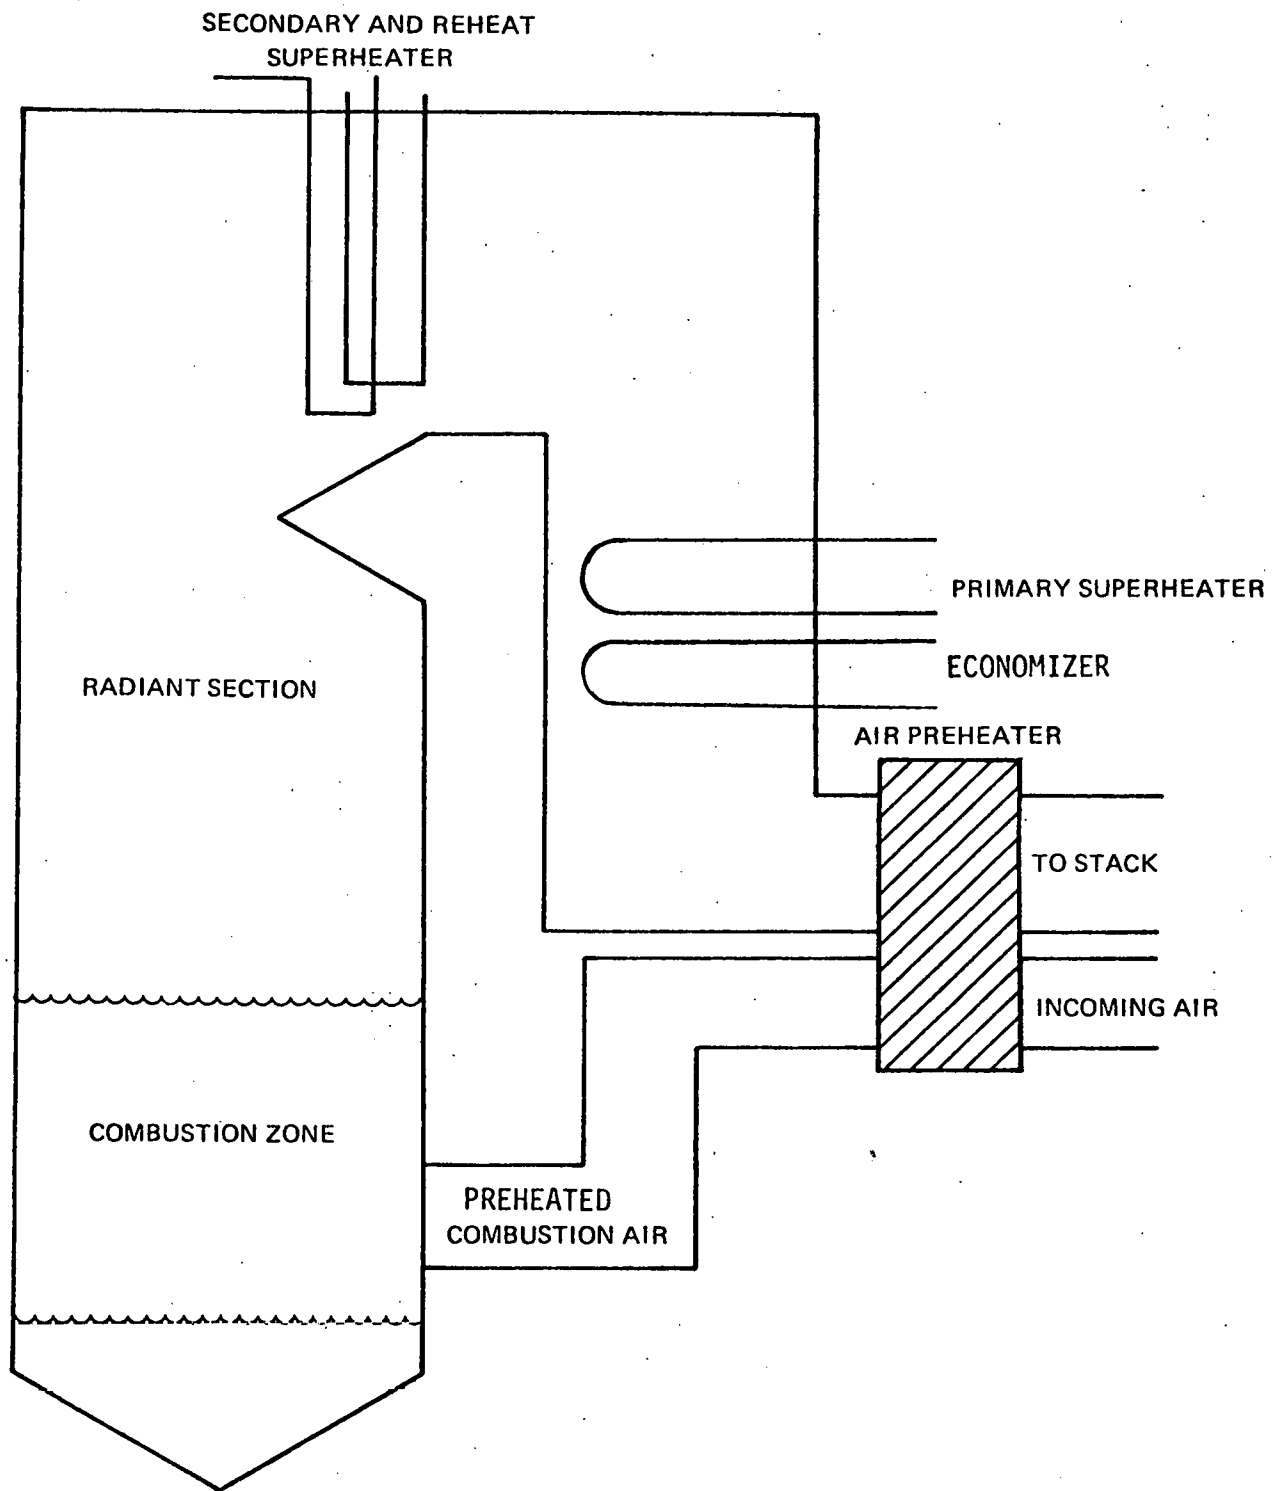 SECONDARY AND REHEAT
SUPERHEATER
PRIMARY SUPERHEATER
ECONOMIZER
RADIANT SECTION
AIR PREHEATER
TO STACK
INCOMING AIR
COMBUSTION ZONE
PREHEATED
COMBUSTION AIR